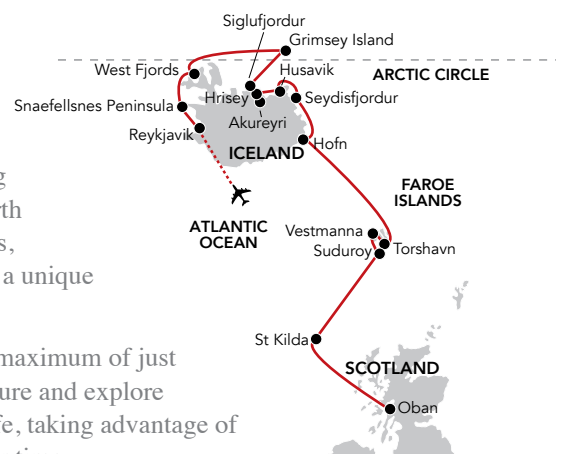 Siglufjordur
Grimsey Island
West Fjords
Husavik
ARCTIC CIRCLE
Snaefellsnes Peninsula
Hrisey
Seydisfjordur
Reykjavik
Akureyri
ICELAND
Hofn
FAROE
ISLANDS
ATLANTIC
OCEAN
Vestmanna
Suduroy
Torshavn
St Kilda
SCOTLAND
Oban
a unique
maximum of just
ure and explore
fe, taking advantage of